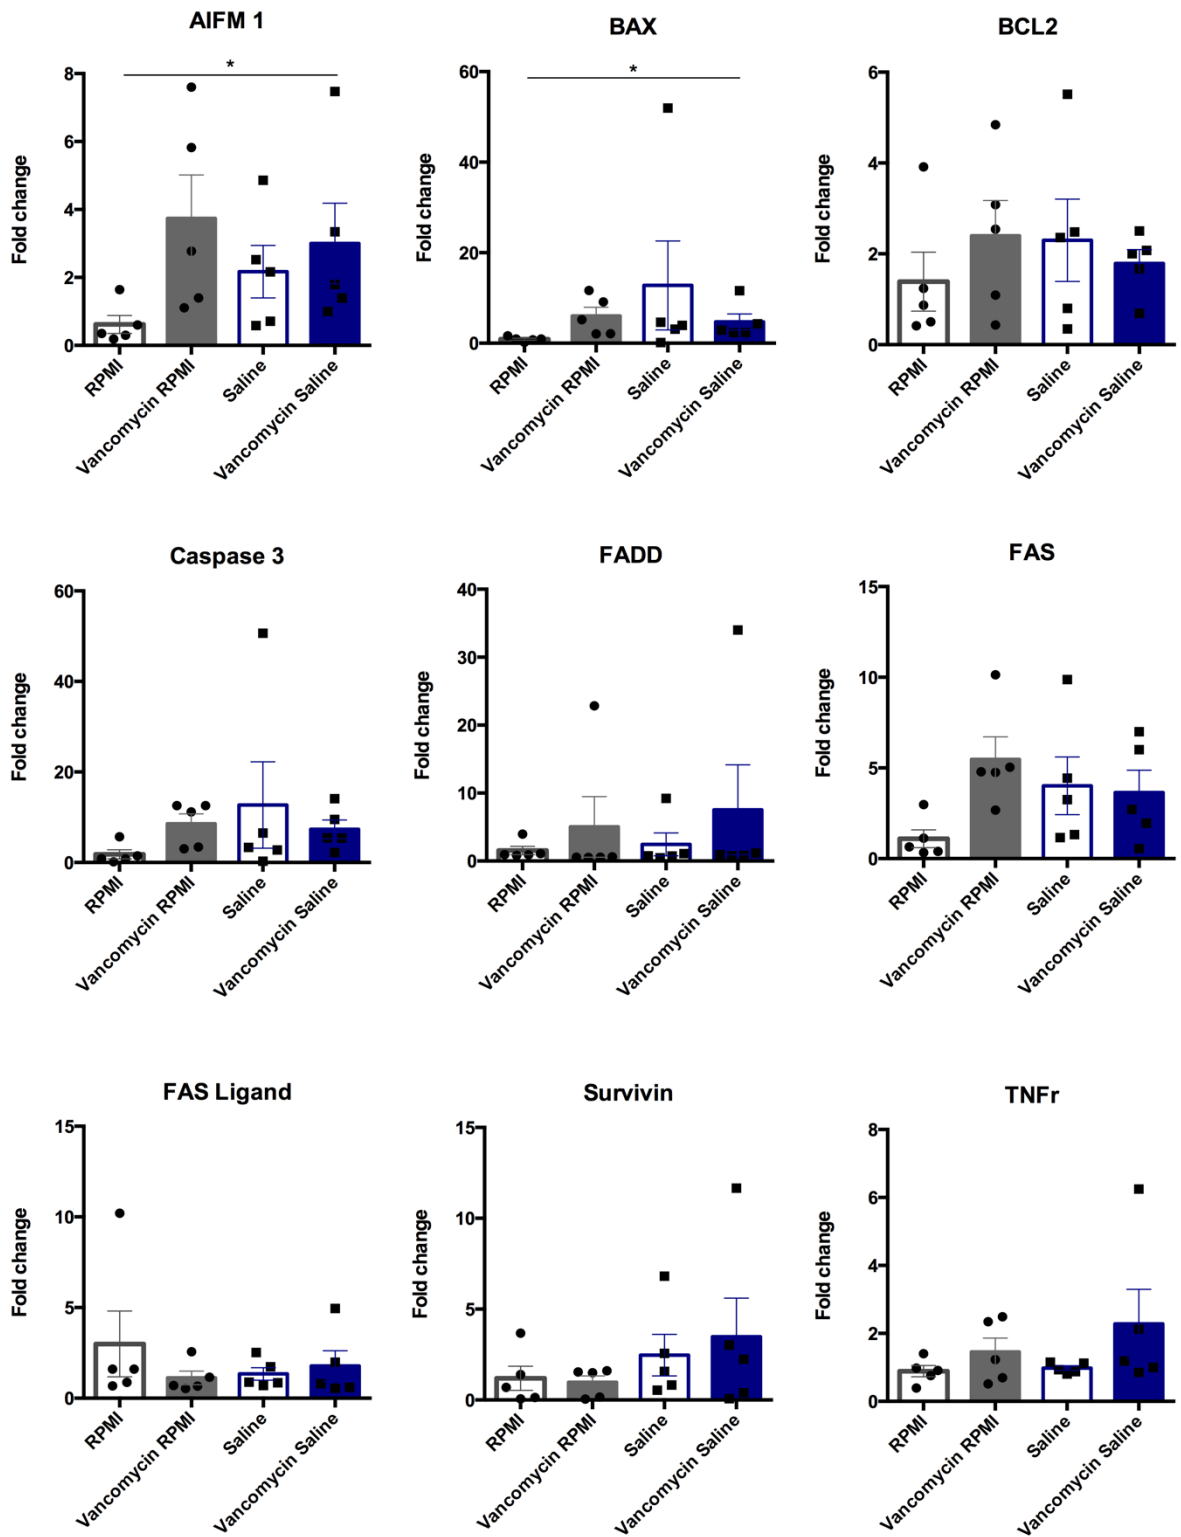 AIFM 1
*
Fold change
8
6
4
2
0
RPMI
Vancomycin RPMI
Saline
Vancomycin Saline
BAX
*
Fold change
60
40
20
0
RPMI
Vancomycin RPMI
Saline
Vancomycin Saline
BCL2
Fold change
6
4
2
0
RPMI
Vancomycin RPMI
Saline
Vancomycin Saline
Caspase 3
Fold change
60
40
20
0
RPMI
Vancomycin RPMI
Saline
Vancomycin Saline
FADD
Fold change
40
30
20
10
0
RPMI
Vancomycin RPMI
Saline
Vancomycin Saline
FAS
Fold change
15
10
5
0
RPMI
Vancomycin RPMI
Saline
Vancomycin Saline
FAS Ligand
Fold change
15
10
5
0
RPMI
Vancomycin RPMI
Saline
Vancomycin Saline
Survivin
Fold change
15
10
5
0
RPMI
Vancomycin RPMI
Saline
Vancomycin Saline
TNFr
Fold change
8
6
4
2
0
RPMI
Vancomycin RPMI
Saline
Vancomycin Saline